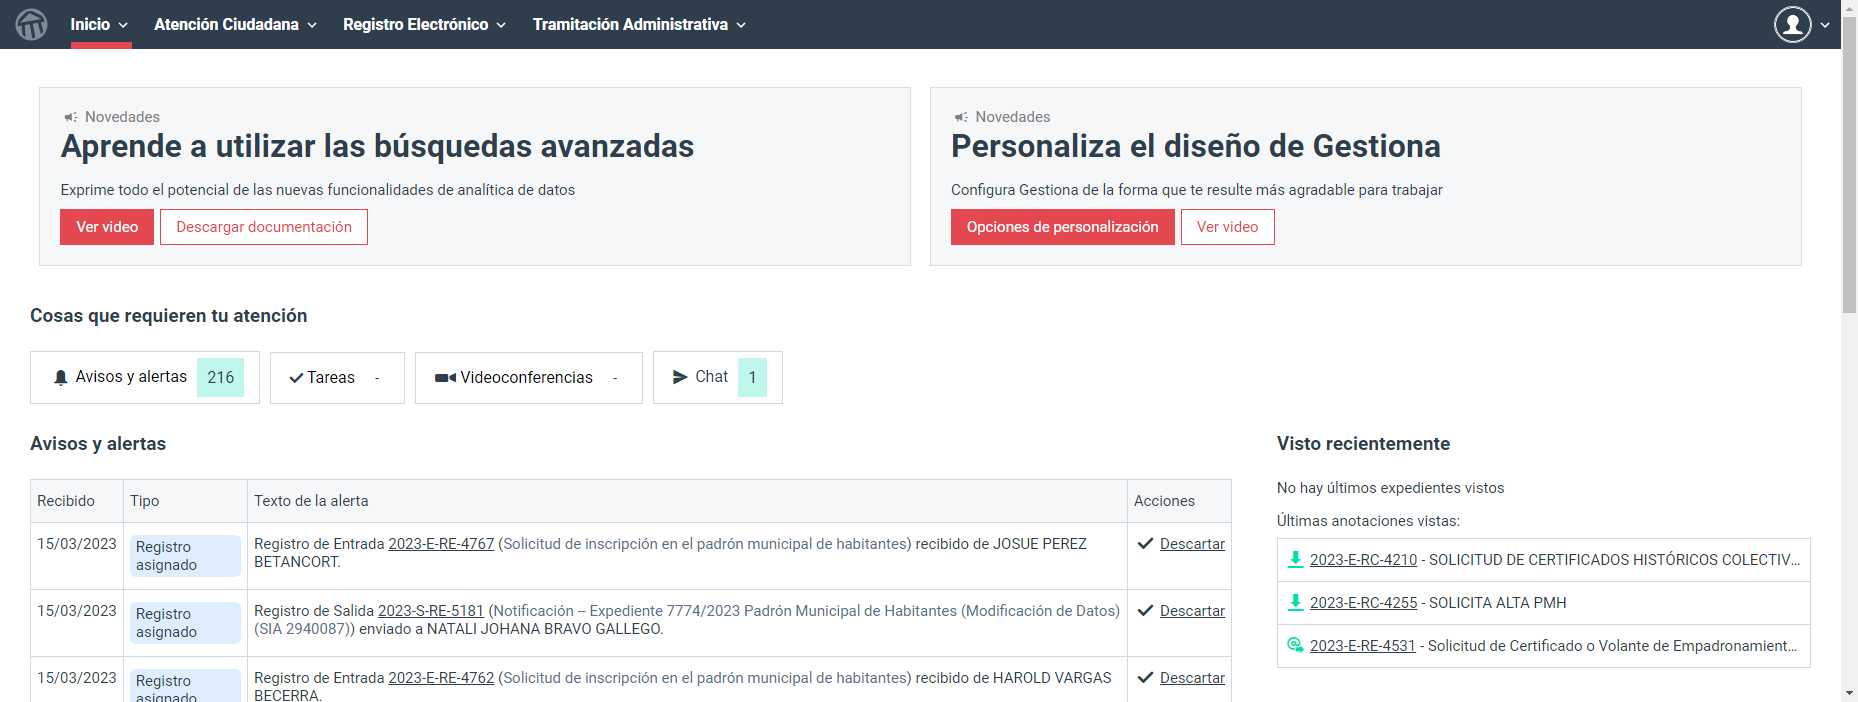 Inicio Atención Ciudadana Registro Electrónico Tramitación Administrativa
Novedades
Aprende a utilizar las búsquedas avanzadas
Exprime todo el potencial de las nuevas funcionalidades de analítica de datos
Ver video Descargar documentación
Novedades
Personaliza el diseño de Gestiona
Configura Gestiona de la forma que te resulte más agradable para trabajar
Opciones de personalización Ver video
Cosas que requieren tu atención
Avisos y alertas 216 Tareas - Videoconferencias - Chat 1
Avisos y alertas
Recibido Tipo Texto de la alerta Acciones
15/03/2023 Registro asignado Registro de Entrada 2023-E-RE-4767 (Solicitud de inscripción en el padrón municipal de habitantes) recibido de JOSUE PEREZ
BETANCORT. Descartar
15/03/2023 Registro asignado Registro de Salida 2023-S-RE-5181 (Notificación – Expediente 7774/2023 Padrón Municipal de Habitantes (Modificación de Datos)
(SIA 2940087)) enviado a NATALI JOHANA BRAVO GALLEGO. Descartar
15/03/2023 Registro asignado Registro de Entrada 2023-E-RE-4762 (Solicitud de inscripción en el padrón municipal de habitantes) recibido de HAROLD VARGAS
BECERRA. Descartar
Visto recientemente
No hay últimos expedientes vistos
Últimas anotaciones vistas:
2023-E-RC-4210 - SOLICITUD DE CERTIFICADOS HISTÓRICOS COLECTIV...
2023-E-RC-4255 - SOLICITA ALTA PMH
2023-E-RE-4531 - Solicitud de Certificado o Volante de Empadronamient...